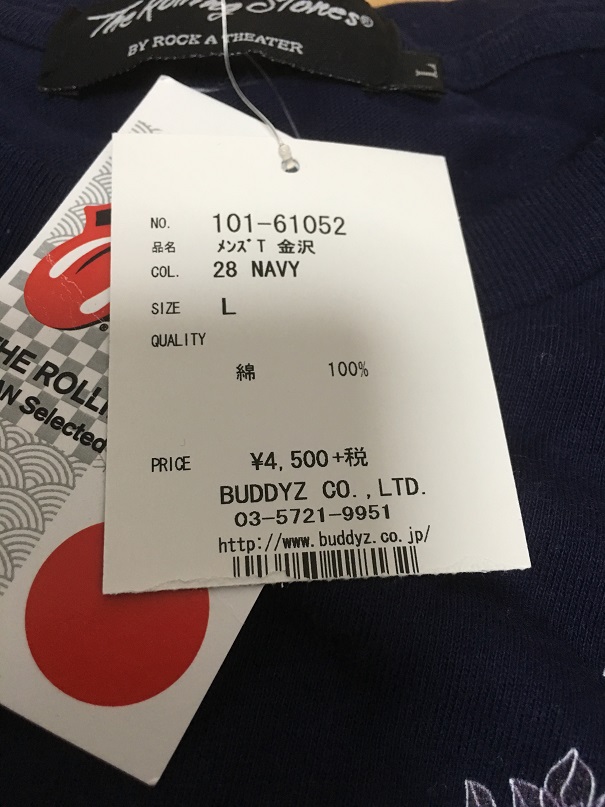 The Rolling Stones®
BY ROCK A THEATER
L
NO. 101-61052
品名 ﾒﾝｽﾞT 金沢
COL. 28 NAVY
SIZE L
QUALITY
綿 100%
PRICE ¥4,500+税
BUDDYZ CO.,LTD.
03-5721-9951
http://www.buddyz.co.jp/
®
THE ROLLI
AN Selected